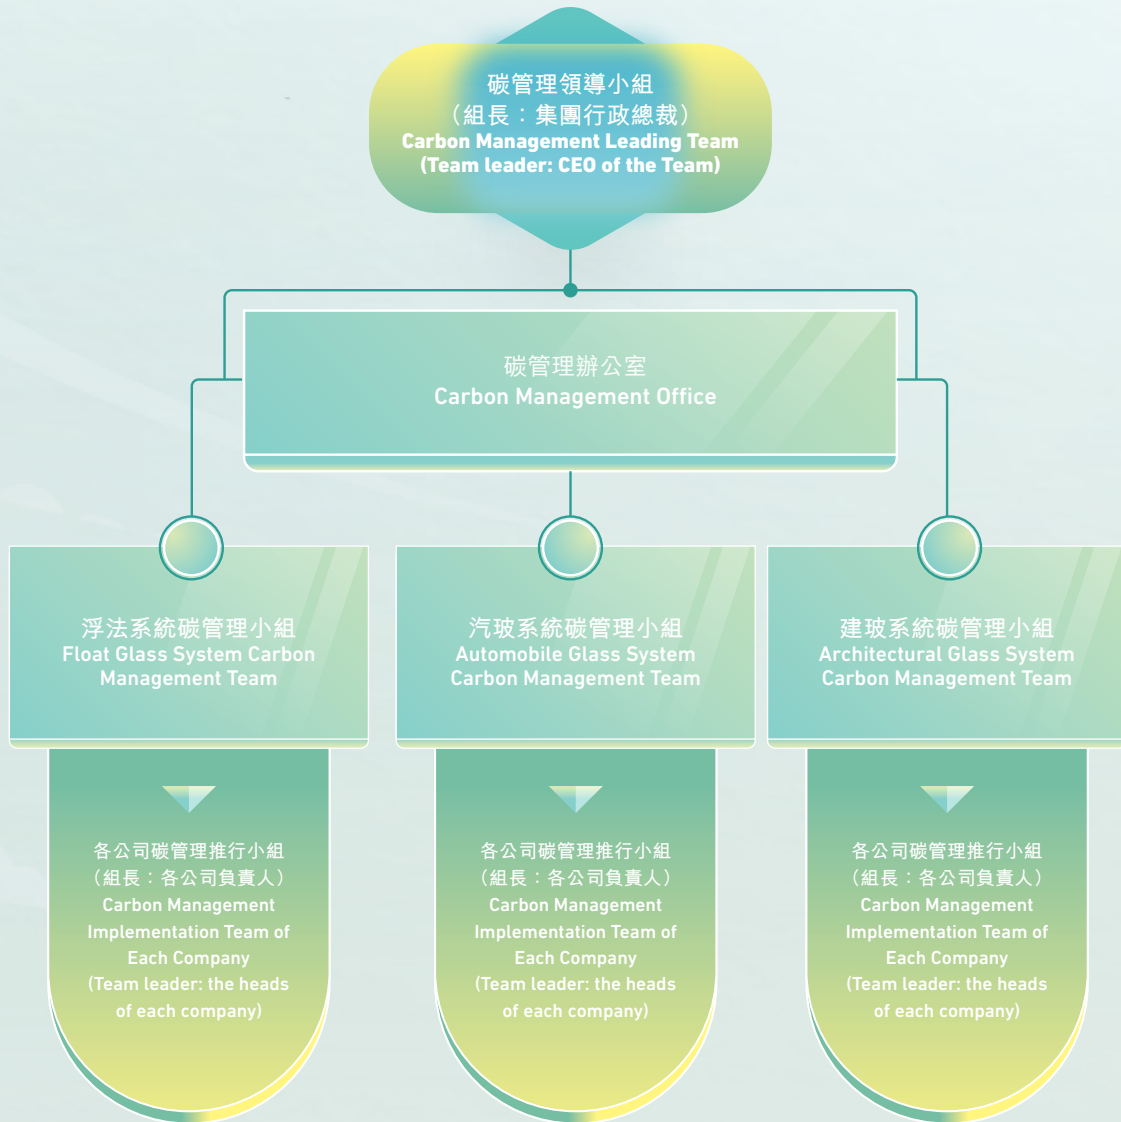 碳管理領導小組
（組長：集團行政總裁）
Carbon Management Leading Team
(Team leader: CEO of the Team)
碳管理辦公室
Carbon Management Office
浮法系統碳管理小組
Float Glass System Carbon
Management Team
汽玻系統碳管理小組
Automobile Glass System
Carbon Management Team
建玻系統碳管理小組
Architectural Glass System
Carbon Management Team
各公司碳管理推行小組
（組長：各公司負責人）
Carbon Management
Implementation Team of
Each Company
(Team leader: the heads
of each company)
各公司碳管理推行小組
（組長：各公司負責人）
Carbon Management
Implementation Team of
Each Company
(Team leader: the heads
of each company)
各公司碳管理推行小組
（組長：各公司負責人）
Carbon Management
Implementation Team of
Each Company
(Team leader: the heads
of each company)